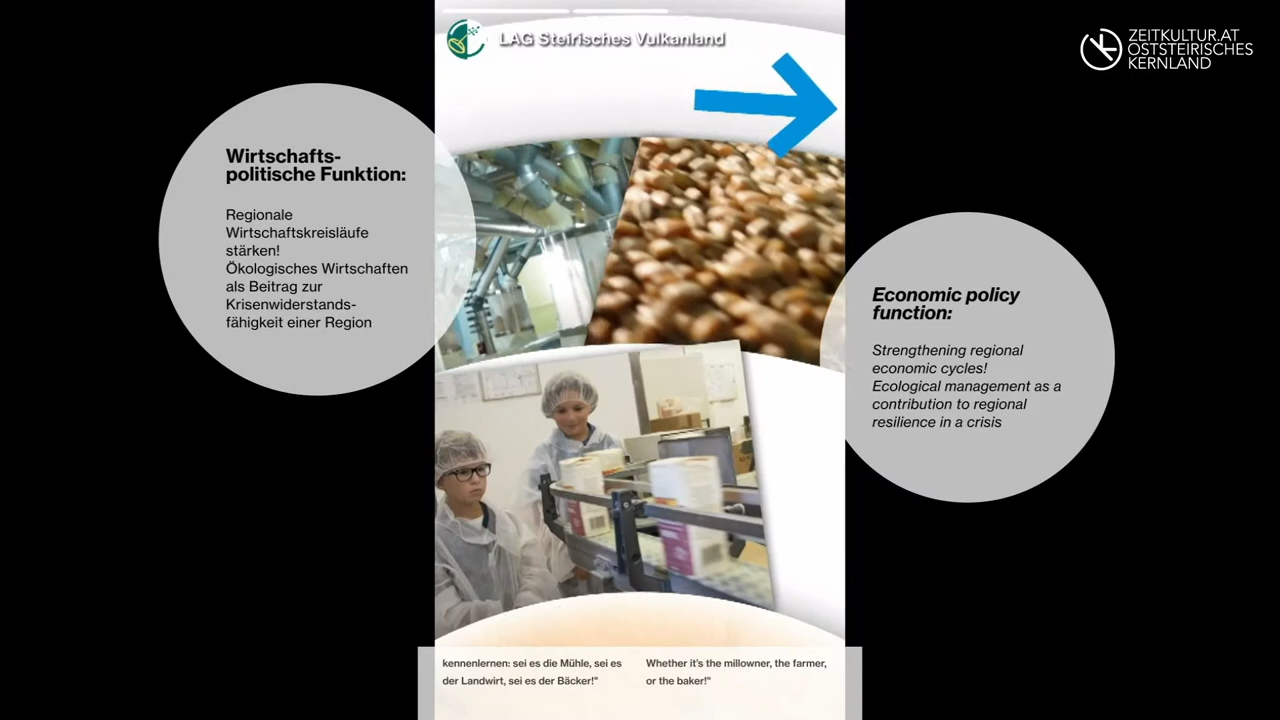 LAG Steirisches Vulkanland
ZEITKULTUR.AT
OSTSTEIRISCHES
KERNLAND
Wirtschafts-
politische Funktion:
Regionale
Wirtschaftskreisläufe
stärken!
Ökologisches Wirtschaften
als Beitrag zur
Krisenwiderstands-
fähigkeit einer Region
Economic policy
function:
Strengthening regional
economic cycles!
Ecological management as a
contribution to regional
resilience in a crisis
kennenlernen: sei es die Mühle, sei es
der Landwirt, sei es der Bäcker!"
Whether it's the millowner, the farmer,
or the baker!"